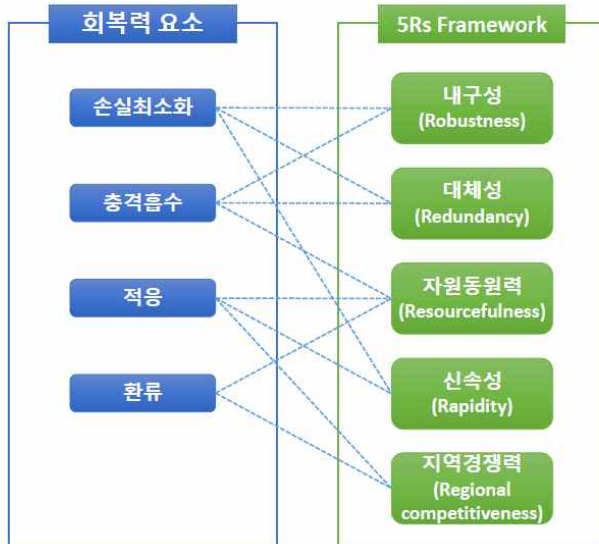 회복력 요소
손실최소화
충격흡수
적응
환류
5Rs Framework
내구성
(Robustness)
대체성
(Redundancy)
자원동원력
(Resourcefulness)
신속성
(Rapidity)
지역경쟁력
(Regional
competitiveness)